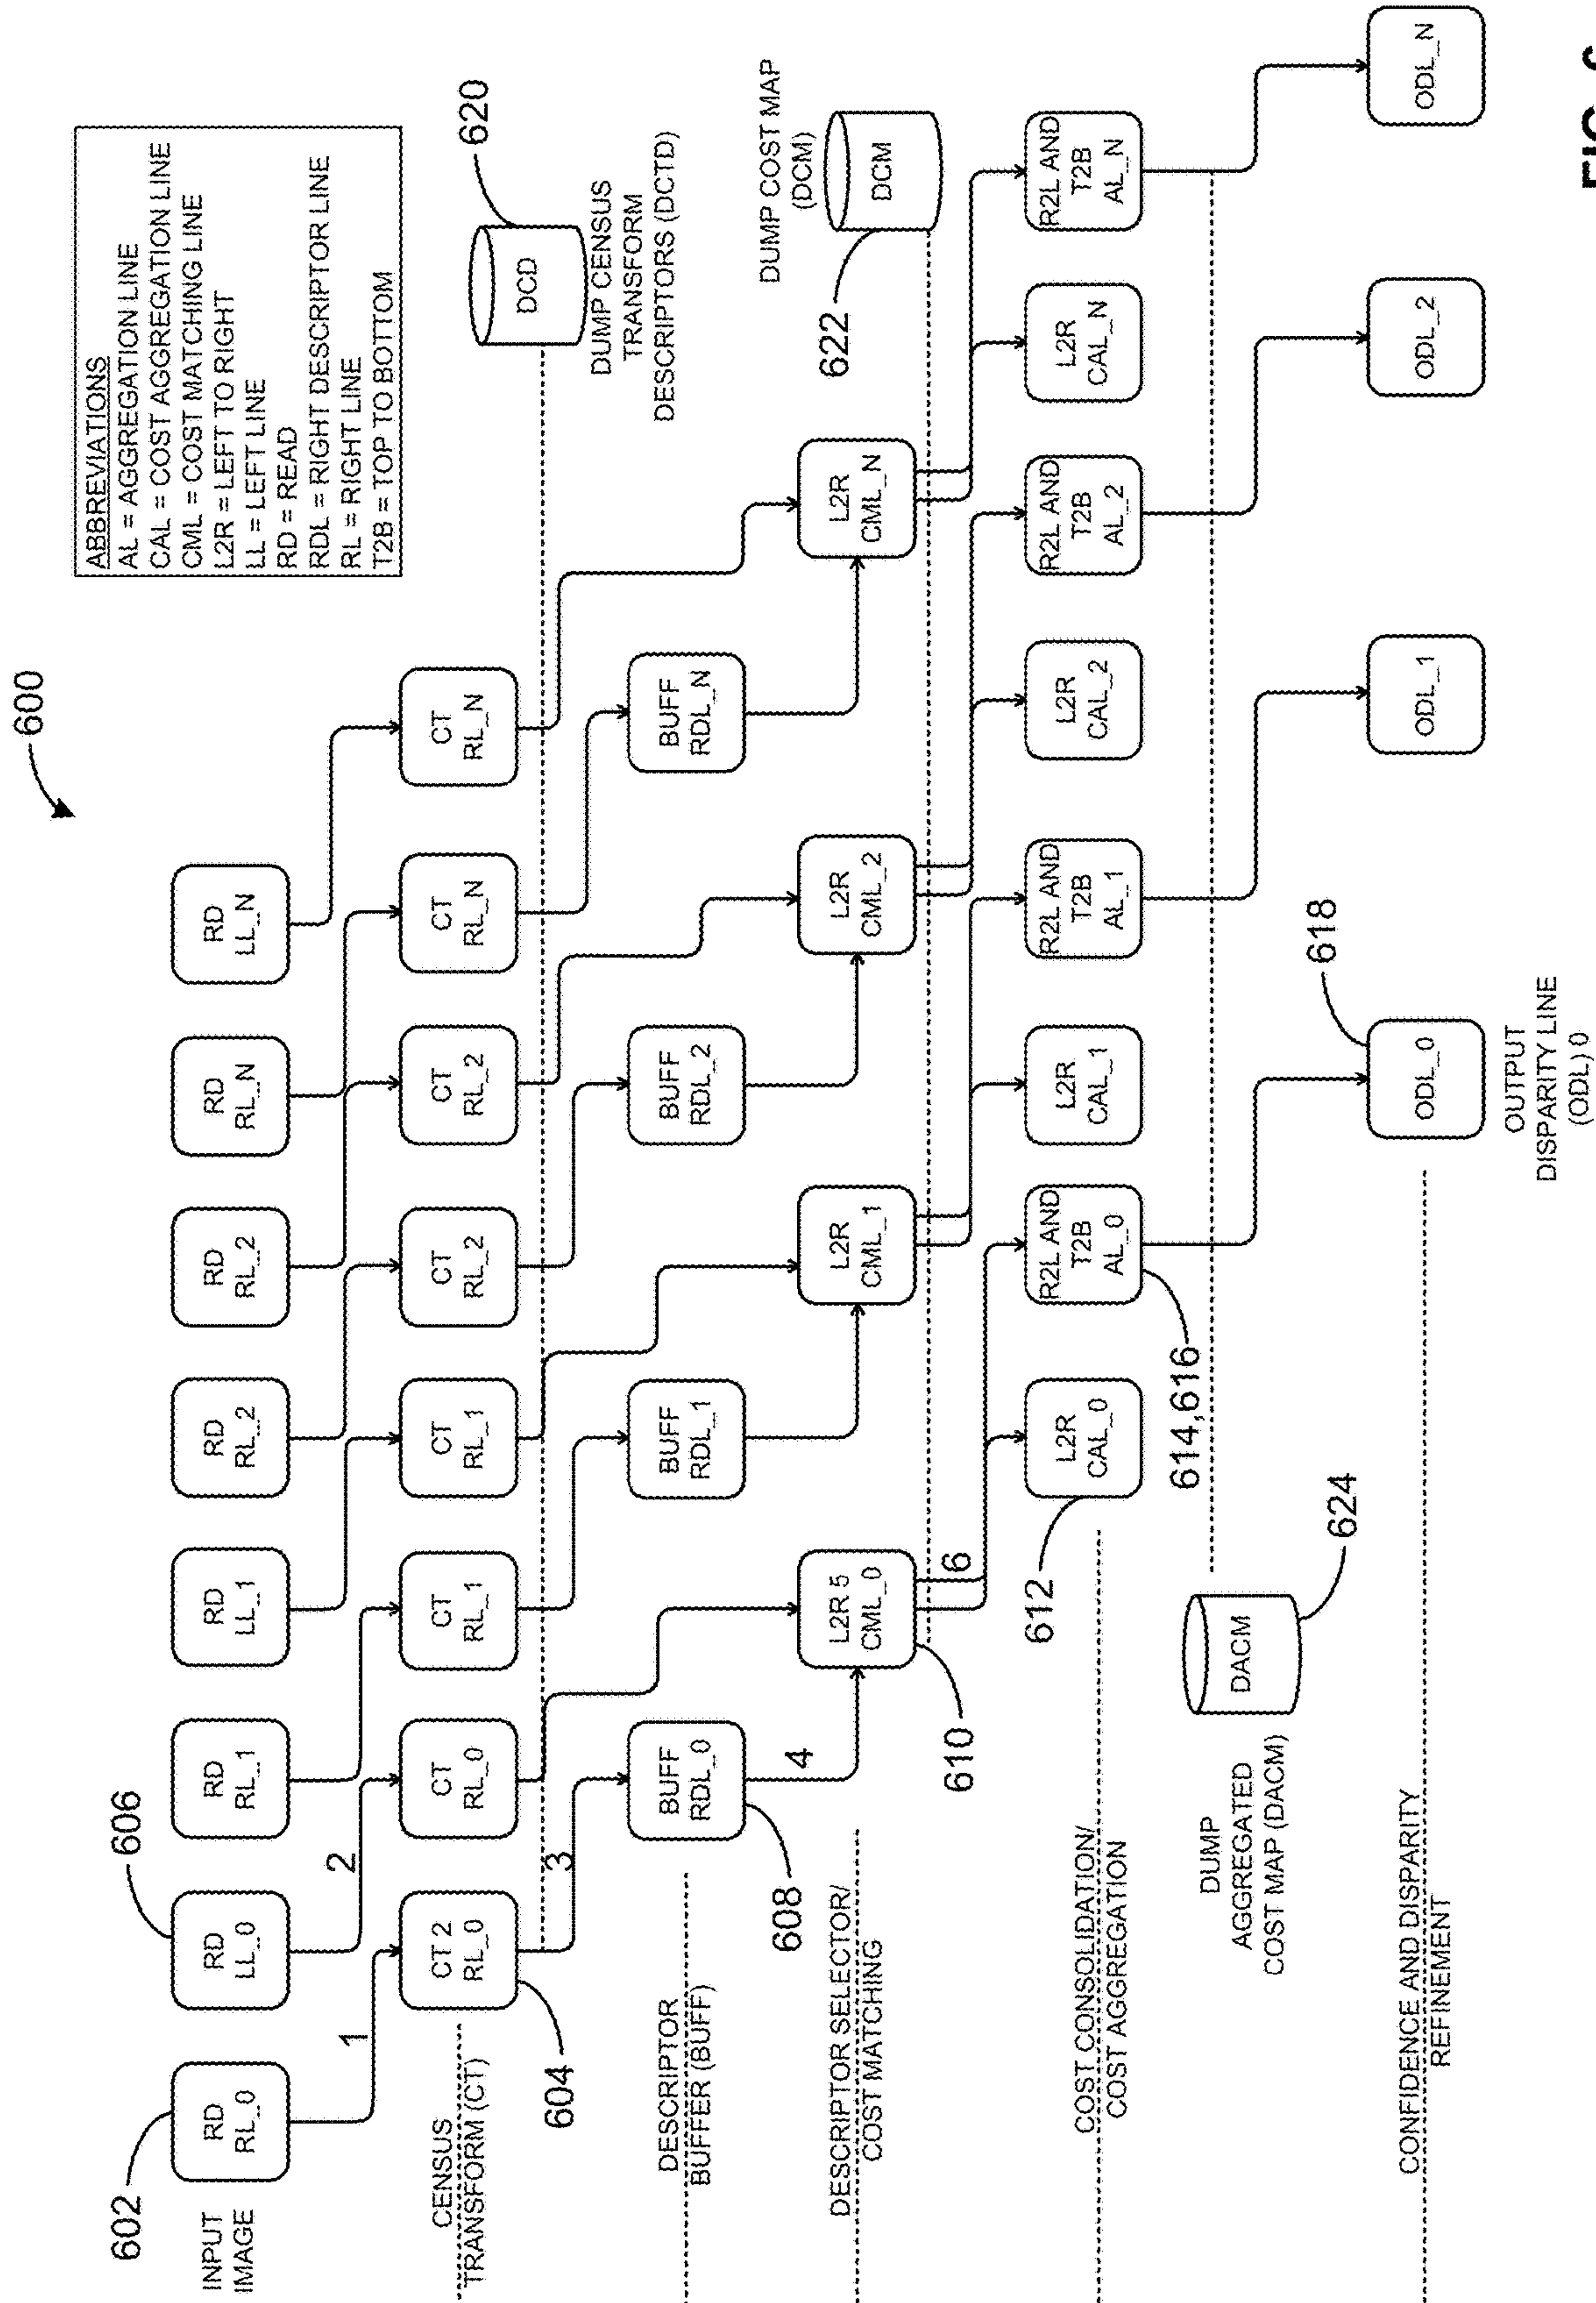 600
602
606
INPUT
IMAGE
RD
RL_0
RD
LL_0
RD
RL_1
RD
LL_1
RD
RL_2
RD
RL_2
RD
RL_N
RD
LL_N
ABBREVIATIONS
AL = AGGREGATION LINE
CAL = COST AGGREGATION LINE
CML = COST MATCHING LINE
L2R = LEFT TO RIGHT
LL = LEFT LINE
RD = READ
RDL = RIGHT DESCRIPTOR LINE
RL = RIGHT LINE
T2B = TOP TO BOTTOM
1
2
CENSUS
TRANSFORM (CT)
CT 2
RL_0
CT
RL_0
CT
RL_1
CT
RL_1
CT
RL_2
CT
RL_2
CT
RL_N
CT
RL_N
604
3
DCD
620
DUMP CENSUS
TRANSFORM
DESCRIPTORS (DCTD)
DESCRIPTOR
BUFFER (BUFF)
BUFF
RDL_0
BUFF
RDL_1
BUFF
RDL_2
BUFF
RDL_N
608
4
DESCRIPTOR SELECTOR/
COST MATCHING
L2R 5
CML_0
L2R
CML_1
L2R
CML_2
L2R
CML_N
DUMP COST MAP
(DCM)
DCM
622
610
6
COST CONSOLIDATION/
COST AGGREGATION
612
L2R
CAL_0
R2L AND
T2B
AL_0
L2R
CAL_1
R2L AND
T2B
AL_1
L2R
CAL_2
R2L AND
T2B
AL_2
L2R
CAL_N
R2L AND
T2B
AL_N
614,616
DUMP
AGGREGATED
COST MAP (DACM)
DACM
624
CONFIDENCE AND DISPARITY
REFINEMENT
618
ODL_0
ODL_1
ODL_2
ODL_N
OUTPUT
DISPARITY LINE
(ODL) 0